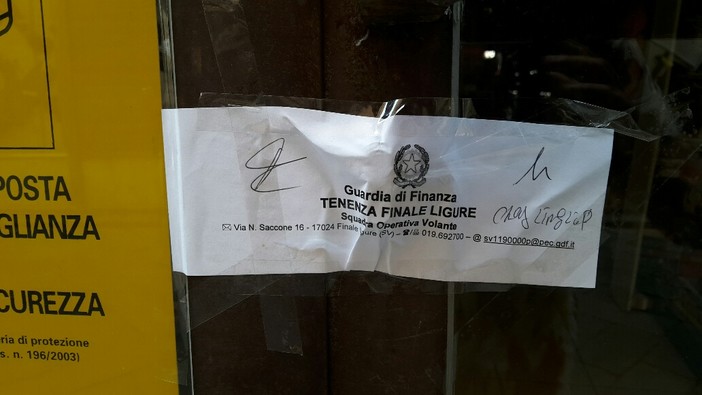 POSTA
GLIANZA
CUREZZA
ria di protezione
s. n. 196/2003)
Guardia di Finanza
TENENZA FINALE LIGURE
Squadra Operativa Volante
✉ Via N. Saccone 16 - 17024 Finale Ligure (SV) – ☎/📠 019.692700 – @ sv1190000p@pec.gdf.it